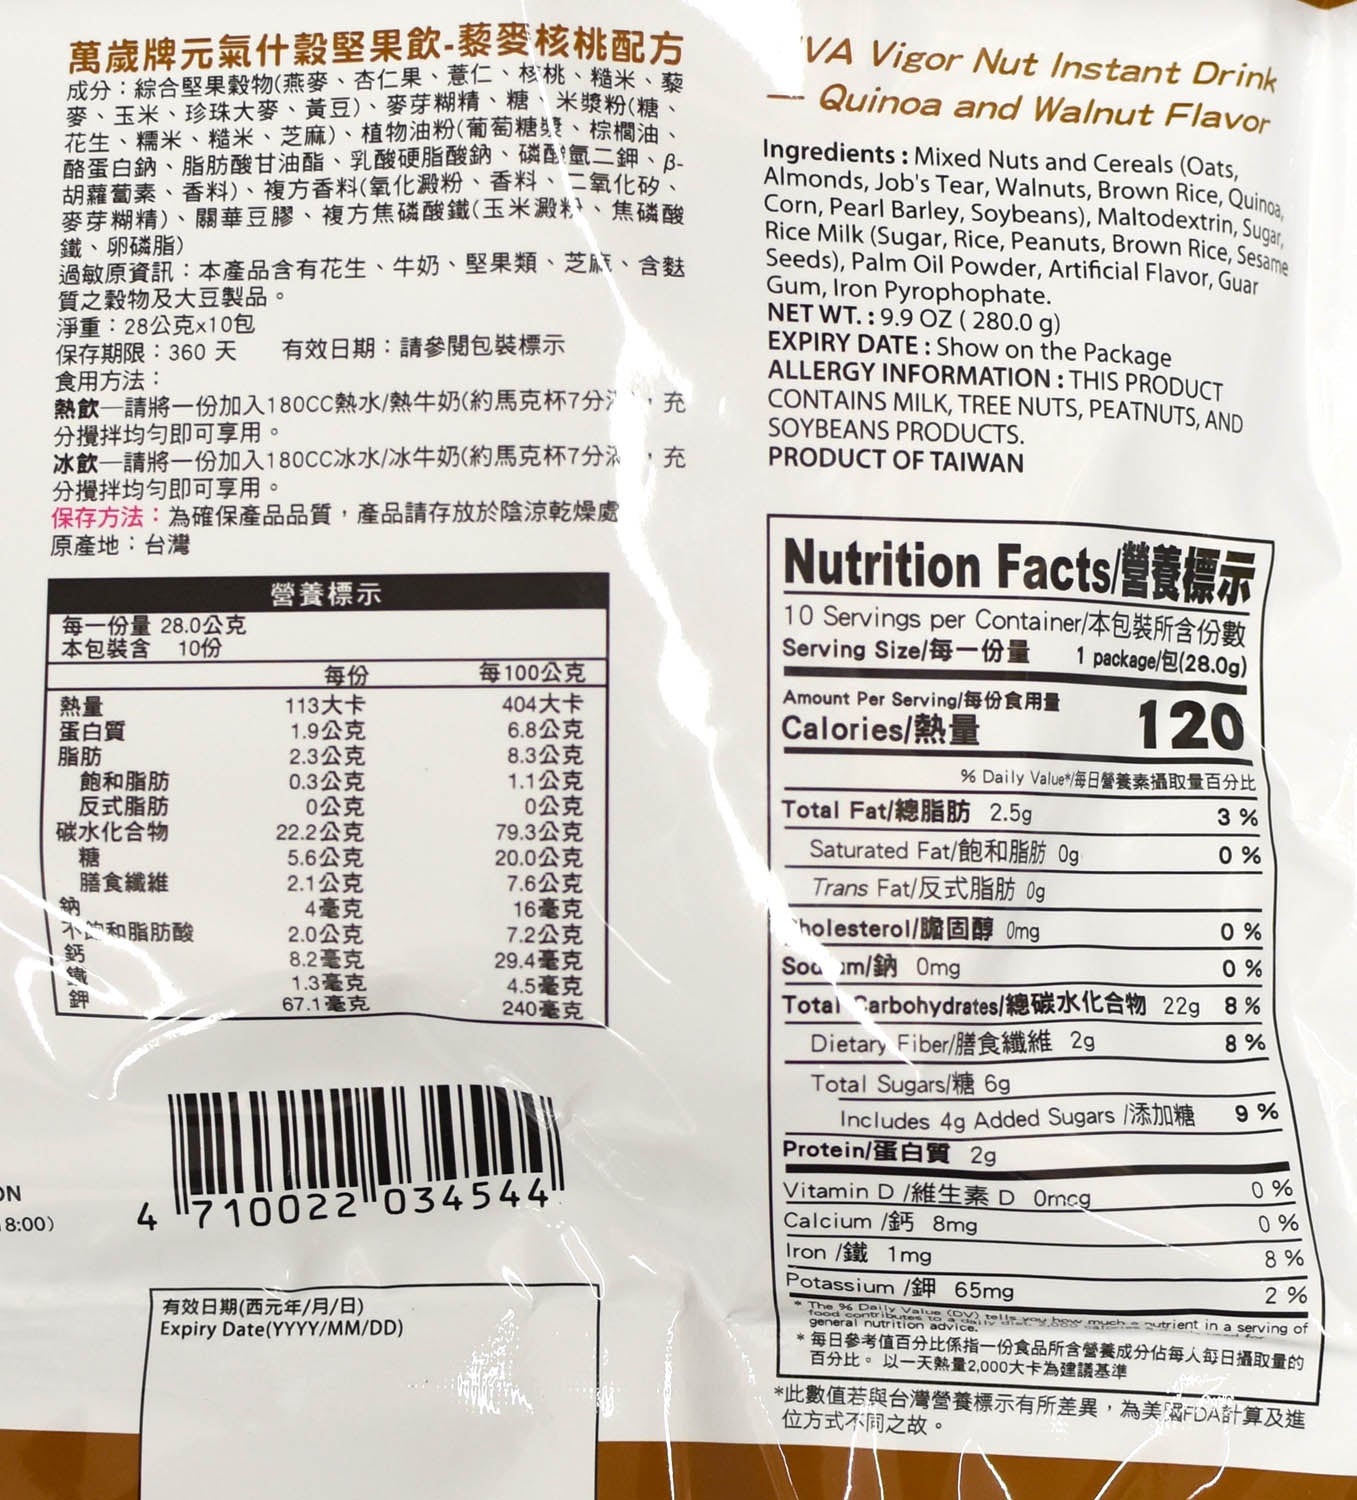 萬歲牌元氣什穀堅果飲-藜麥核桃配方
成分：綜合堅果穀物(燕麥、杏仁果、薏仁、核桃、糙米、藜
麥、玉米、珍珠大麥、黃豆)、麥芽糊精、糖、米漿粉(糖、
花生、糯米、糙米、芝麻)、植物油粉(葡萄糖漿、棕櫚油、
酪蛋白鈉、脂肪酸甘油酯、乳酸硬脂酸鈉、磷酸氫二鉀、β-
胡蘿蔔素、香料)、複方香料(氧化澱粉、香料、二氧化矽、
麥芽糊精)、關華豆膠、複方焦磷酸鐵(玉米澱粉、焦磷酸
鐵、卵磷脂)
過敏原資訊：本產品含有花生、牛奶、堅果類、芝麻、含麩
質之穀物及大豆製品。
淨重：28公克x10包
保存期限：360 天 有效日期：請參閱包裝標示
食用方法：
熱飲—請將一份加入180CC熱水/熱牛奶(約馬克杯7分，充
分攪拌均勻即可享用。
冰飲—請將一份加入180CC冰水/冰牛奶(約馬克杯7分，充
分攪拌均勻即可享用。
保存方法：為確保產品品質，產品請存放於陰涼乾燥處
原產地：台灣
營養標示
每一份量 28.0公克
本包裝含 10份
每份 每100公克
熱量 113大卡 404大卡
蛋白質 1.9公克 6.8公克
脂肪 2.3公克 8.3公克
飽和脂肪 0.3公克 1.1公克
反式脂肪 0公克 0公克
碳水化合物 22.2公克 79.3公克
糖 5.6公克 20.0公克
膳食纖維 2.1公克 7.6公克
鈉 4毫克 16毫克
不飽和脂肪酸 2.0公克 7.2公克
鈣 8.2毫克 29.4毫克
鐵 1.3毫克 4.5毫克
鉀 67.1毫克 240毫克
4 710022 034544
ON
8:00)
有效日期(西元年/月/日)
Expiry Date(YYYY/MM/DD)
VA Vigor Nut Instant Drink
— Quinoa and Walnut Flavor
Ingredients : Mixed Nuts and Cereals (Oats,
Almonds, Job's Tear, Walnuts, Brown Rice, Quinoa,
Corn, Pearl Barley, Soybeans), Maltodextrin, Sugar,
Rice Milk (Sugar, Rice, Peanuts, Brown Rice, Sesame
Seeds), Palm Oil Powder, Artificial Flavor, Guar
Gum, Iron Pyrophophate.
NET WT. : 9.9 OZ ( 280.0 g)
EXPIRY DATE : Show on the Package
ALLERGY INFORMATION : THIS PRODUCT
CONTAINS MILK, TREE NUTS, PEATNUTS, AND
SOYBEANS PRODUCTS.
PRODUCT OF TAIWAN
Nutrition Facts/營養標示
10 Servings per Container/本包裝所含份數
Serving Size/每一份量 1 package/包(28.0g)
Amount Per Serving/每份食用量
Calories/熱量 120
% Daily Value*/每日營養素攝取量百分比
Total Fat/總脂肪 2.5g 3 %
Saturated Fat/飽和脂肪 0g 0 %
Trans Fat/反式脂肪 0g
Cholesterol/膽固醇 0mg 0 %
Sodium/鈉 0mg 0 %
Total Carbohydrates/總碳水化合物 22g 8 %
Dietary Fiber/膳食纖維 2g 8 %
Total Sugars/糖 6g
Includes 4g Added Sugars /添加糖 9 %
Protein/蛋白質 2g
Vitamin D /維生素 D 0mcg 0 %
Calcium /鈣 8mg 0 %
Iron /鐵 1mg 8 %
Potassium /鉀 65mg 2 %
* The % Daily Value (DV) tells you how much a nutrient in a serving of
food contributes to a daily diet. 2,000 calories
general nutrition advice.
* 每日參考值百分比係指一份食品所含營養成分佔每人每日攝取量的
百分比。 以一天熱量2,000大卡為建議基準
*此數值若與台灣營養標示有所差異，為美國FDA計算及進
位方式不同之故。